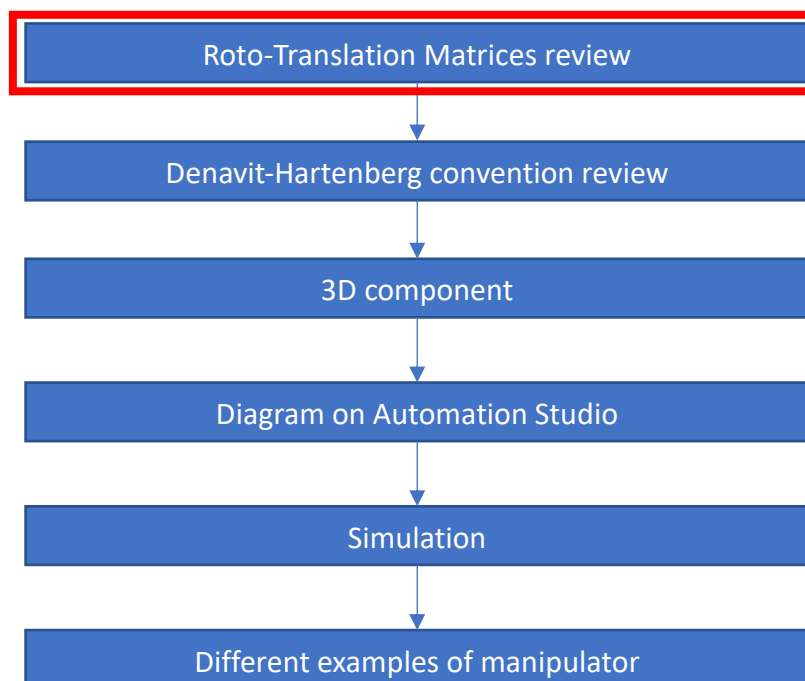 Roto-Translation Matrices review
Denavit-Hartenberg convention review
3D component
Diagram on Automation Studio
Simulation
Different examples of manipulator